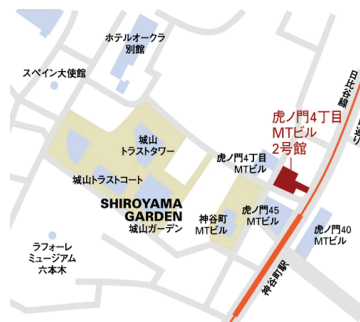 ホテルオークラ
別館
スペイン大使館
日比谷線
虎ノ門4丁目
MTビル
2号館
城山
トラストタワー
虎ノ門4丁目
MTビル
城山トラストコート
SHIROYAMA
GARDEN
城山ガーデン
神谷町
MTビル
虎ノ門45
MTビル
虎ノ門40
MTビル
ラフォーレ
ミュージアム
六本木
神谷町駅